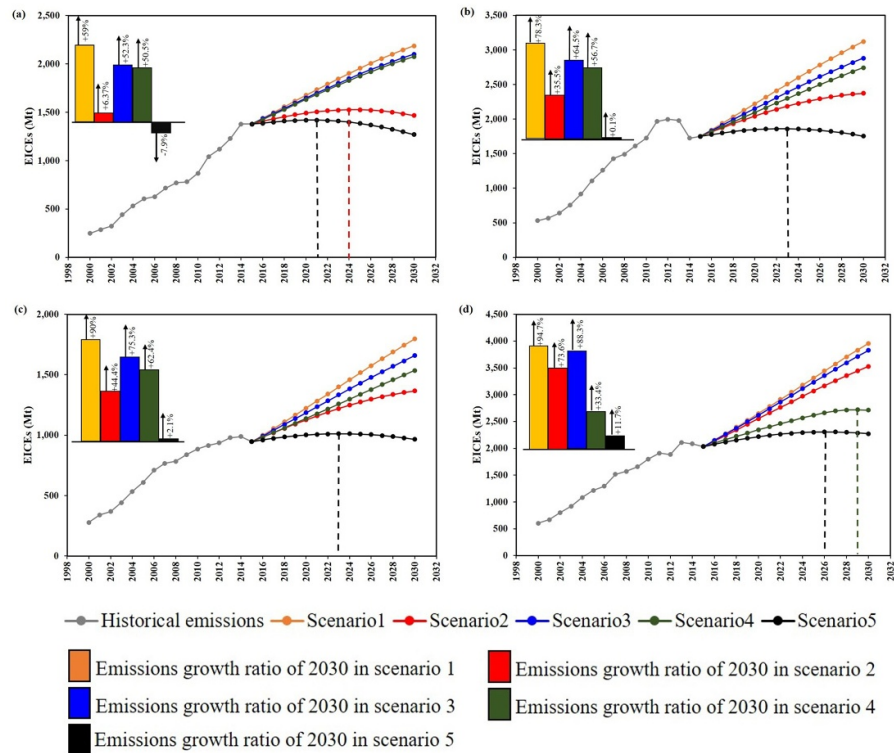 (a)
2,500
2,000
1,500
1,000
500
0
EICEs (Mt)
+59%
+6.37%
+52.3%
+50.5%
-7.9%
1998 2000 2002 2004 2006 2008 2010 2012 2014 2016 2018 2020 2022 2024 2026 2028 2030 2032
(b)
3,500
3,000
2,500
2,000
1,500
1,000
500
0
EICEs (Mt)
+78.3%
+35.5%
+64.5%
+56.7%
+0.1%
1998 2000 2002 2004 2006 2008 2010 2012 2014 2016 2018 2020 2022 2024 2026 2028 2030 2032
(c)
2,000
1,500
1,000
500
0
EICEs (Mt)
+90%
+44.4%
+75.3%
+62.4%
+2.1%
1998 2000 2002 2004 2006 2008 2010 2012 2014 2016 2018 2020 2022 2024 2026 2028 2030 2032
(d)
4,500
4,000
3,500
3,000
2,500
2,000
1,500
1,000
500
0
EICEs (Mt)
+94.7%
+73.6%
+88.3%
+33.4%
+11.7%
1998 2000 2002 2004 2006 2008 2010 2012 2014 2016 2018 2020 2022 2024 2026 2028 2030 2032
Historical emissions Scenario1 Scenario2 Scenario3 Scenario4 Scenario5
Emissions growth ratio of 2030 in scenario 1
Emissions growth ratio of 2030 in scenario 2
Emissions growth ratio of 2030 in scenario 3
Emissions growth ratio of 2030 in scenario 4
Emissions growth ratio of 2030 in scenario 5